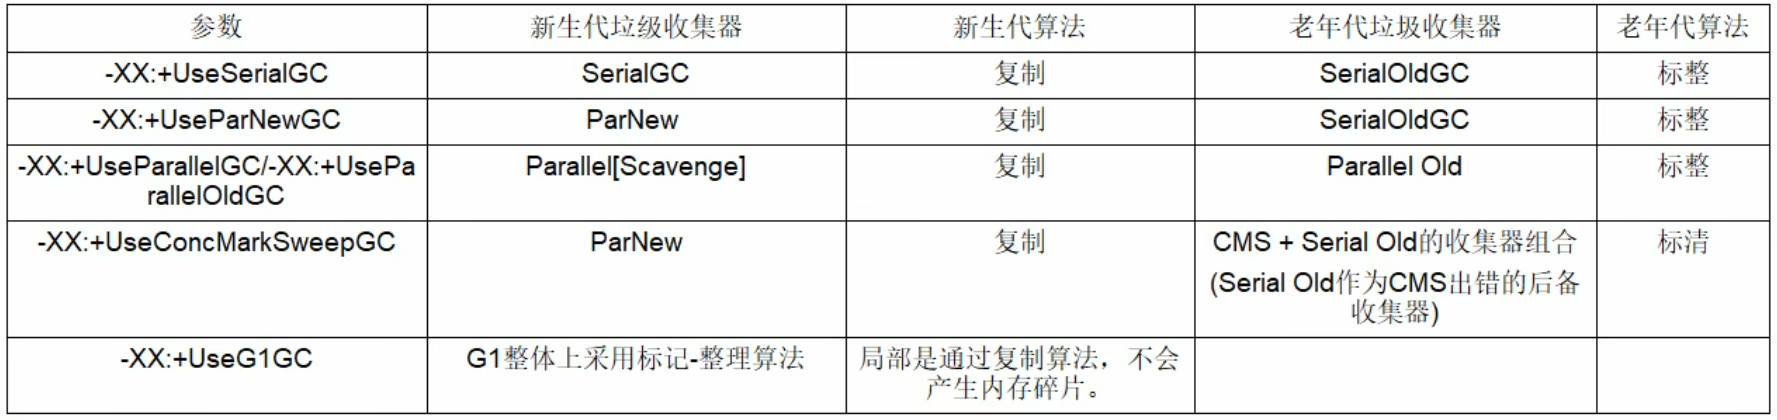 参数
新生代垃级收集器
新生代算法
老年代垃圾收集器
老年代算法
-XX:+UseSerialGC
SerialGC
复制
SerialOldGC
标整
-XX:+UseParNewGC
ParNew
复制
SerialOldGC
标整
-XX:+UseParallelGC/-XX:+UsePa
rallelOldGC
Parallel[Scavenge]
复制
Parallel Old
标整
-XX:+UseConcMarkSweepGC
ParNew
复制
CMS + Serial Old的收集器组合
(Serial Old作为CMS出错的后备
收集器)
标清
-XX:+UseG1GC
G1整体上采用标记-整理算法
局部是通过复制算法，不会
产生内存碎片。